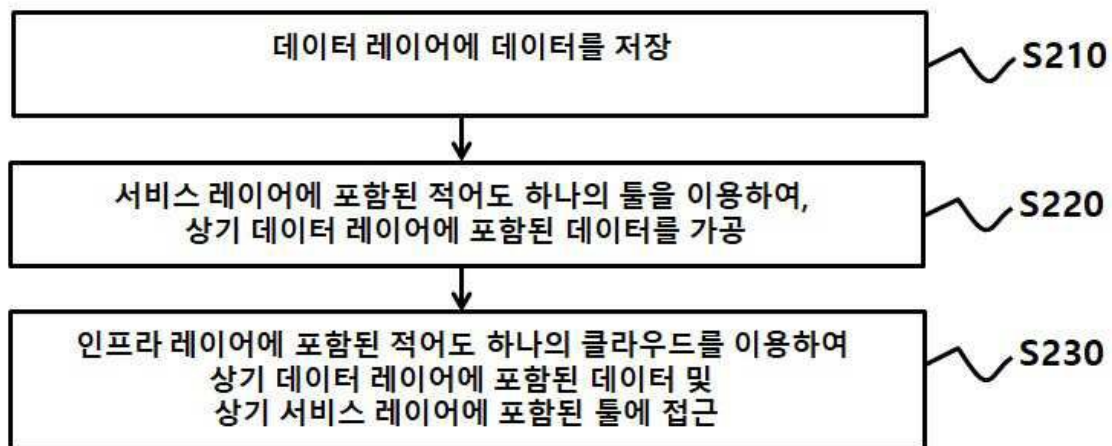 데이터 레이어에 데이터를 저장
S210
서비스 레이어에 포함된 적어도 하나의 툴을 이용하여,
상기 데이터 레이어에 포함된 데이터를 가공
S220
인프라 레이어에 포함된 적어도 하나의 클라우드를 이용하여
상기 데이터 레이어에 포함된 데이터 및
상기 서비스 레이어에 포함된 툴에 접근
S230